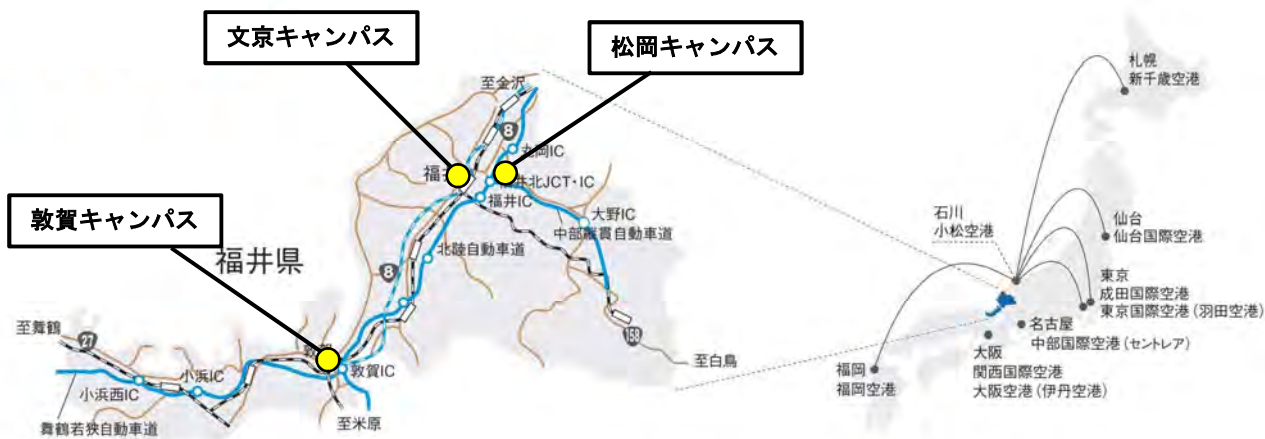 文京キャンパス
松岡キャンパス
敦賀キャンパス
福井県
至金沢
8
丸岡IC
福井北JCT・IC
福井IC
大野IC
中部縦貫自動車道
北陸自動車道
8
158
至白鳥
至舞鶴
27
小浜IC
小浜西IC
敦賀IC
至米原
舞鶴若狭自動車道
札幌
新千歳空港
石川
小松空港
仙台
仙台国際空港
東京
成田国際空港
東京国際空港(羽田空港)
名古屋
中部国際空港(セントレア)
大阪
関西国際空港
大阪空港(伊丹空港)
福岡
福岡空港